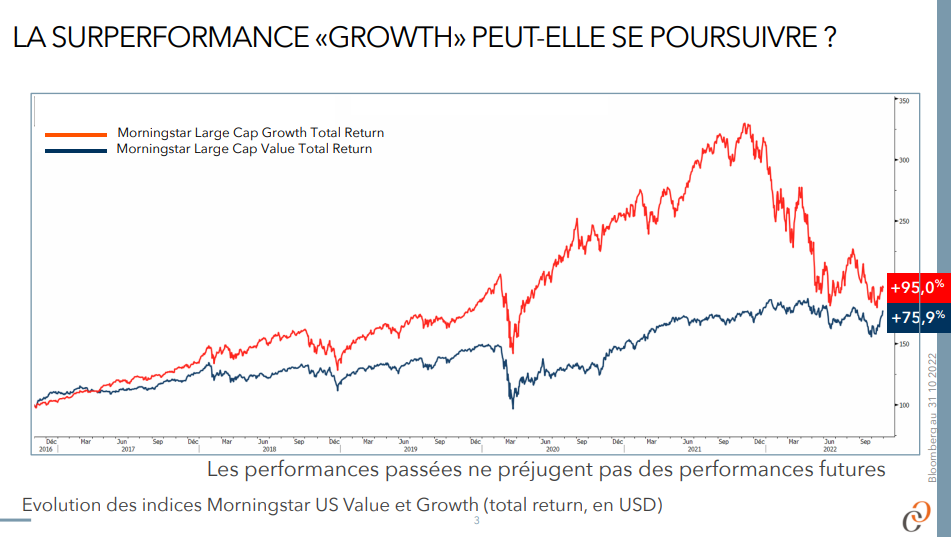 LA SURPERFORMANCE «GROWTH» PEUT-ELLE SE POURSUIVRE ?
Morningstar Large Cap Growth Total Return
Morningstar Large Cap Value Total Return
350
300
250
+95,0%
+75,9%
150
100
Déc Mar Jun Sep Déc Mar Jun Sep Déc Mar Jun Sep Déc Mar Jun Sep Déc Mar Jun Sep Déc Mar Jun Sep
2016 2017 2018 2019 2020 2021 2022
Bloomberg au 31 10 2022
Les performances passées ne préjugent pas des performances futures
Evolution des indices Morningstar US Value et Growth (total return, en USD)
3